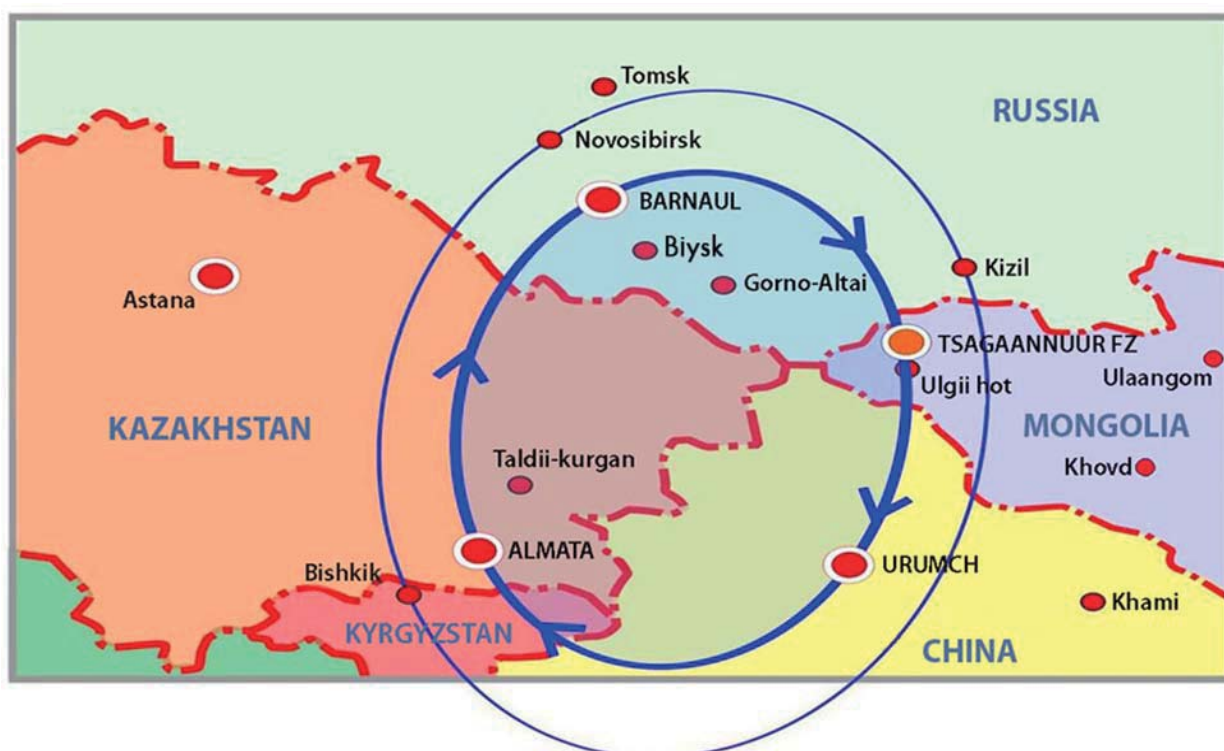 Tomsk
RUSSIA
Novosibirsk
BARNAUL
Biysk
Kizil
Gorno-Altai
Astana
TSAGAANNUUR FZ
Ulaangom
Ulgii hot
KAZAKHSTAN
MONGOLIA
Taldii-kurgan
Khovd
ALMATA
URUMCH
Bishkik
Khami
KYRGYZSTAN
CHINA